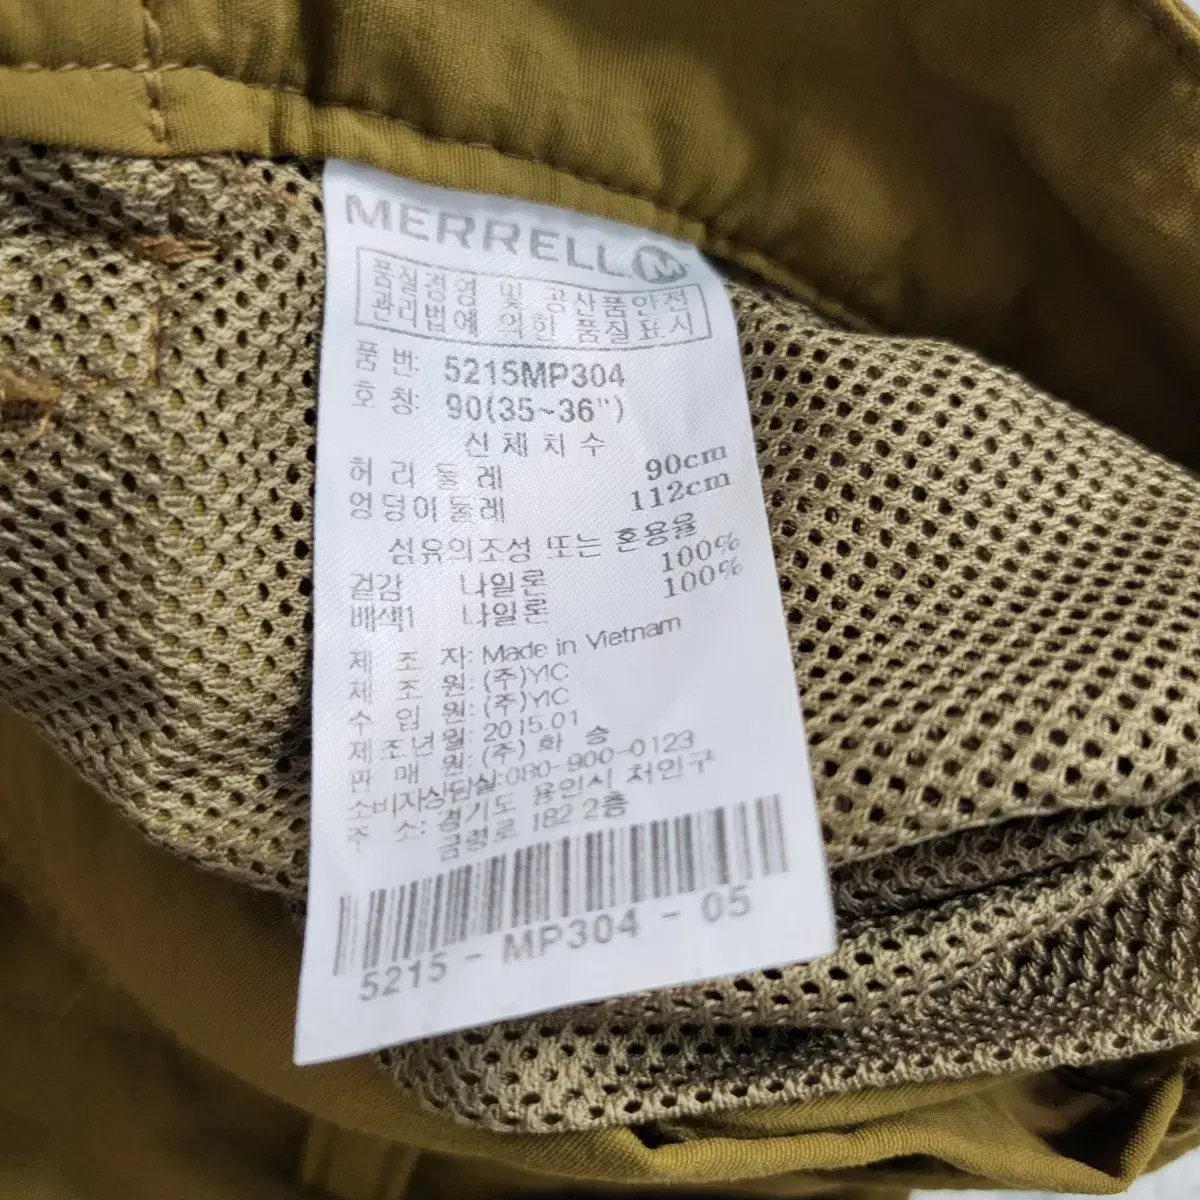 MERRELL M
품질경영 및 공산품안전
관리법에 의한 품질표시
품 번: 5215MP304
호 칭: 90(35~36")
신 체 치 수
허 리 둘 레 90cm
엉덩이둘레 112cm
섬유의조성 또는 혼용율
겉감 나일론 100%
배색1 나일론 100%
제 조 자: Made in Vietnam
제 조 원: (주)YIC
수 입 원: (주)YIC
제조년월: 2015.01
판 매 원: (주) 화 승
소비자상담실:080-900-0123
주 소: 경기도 용인시 처인구
금령로 182 2층
5215 - MP304 - 05